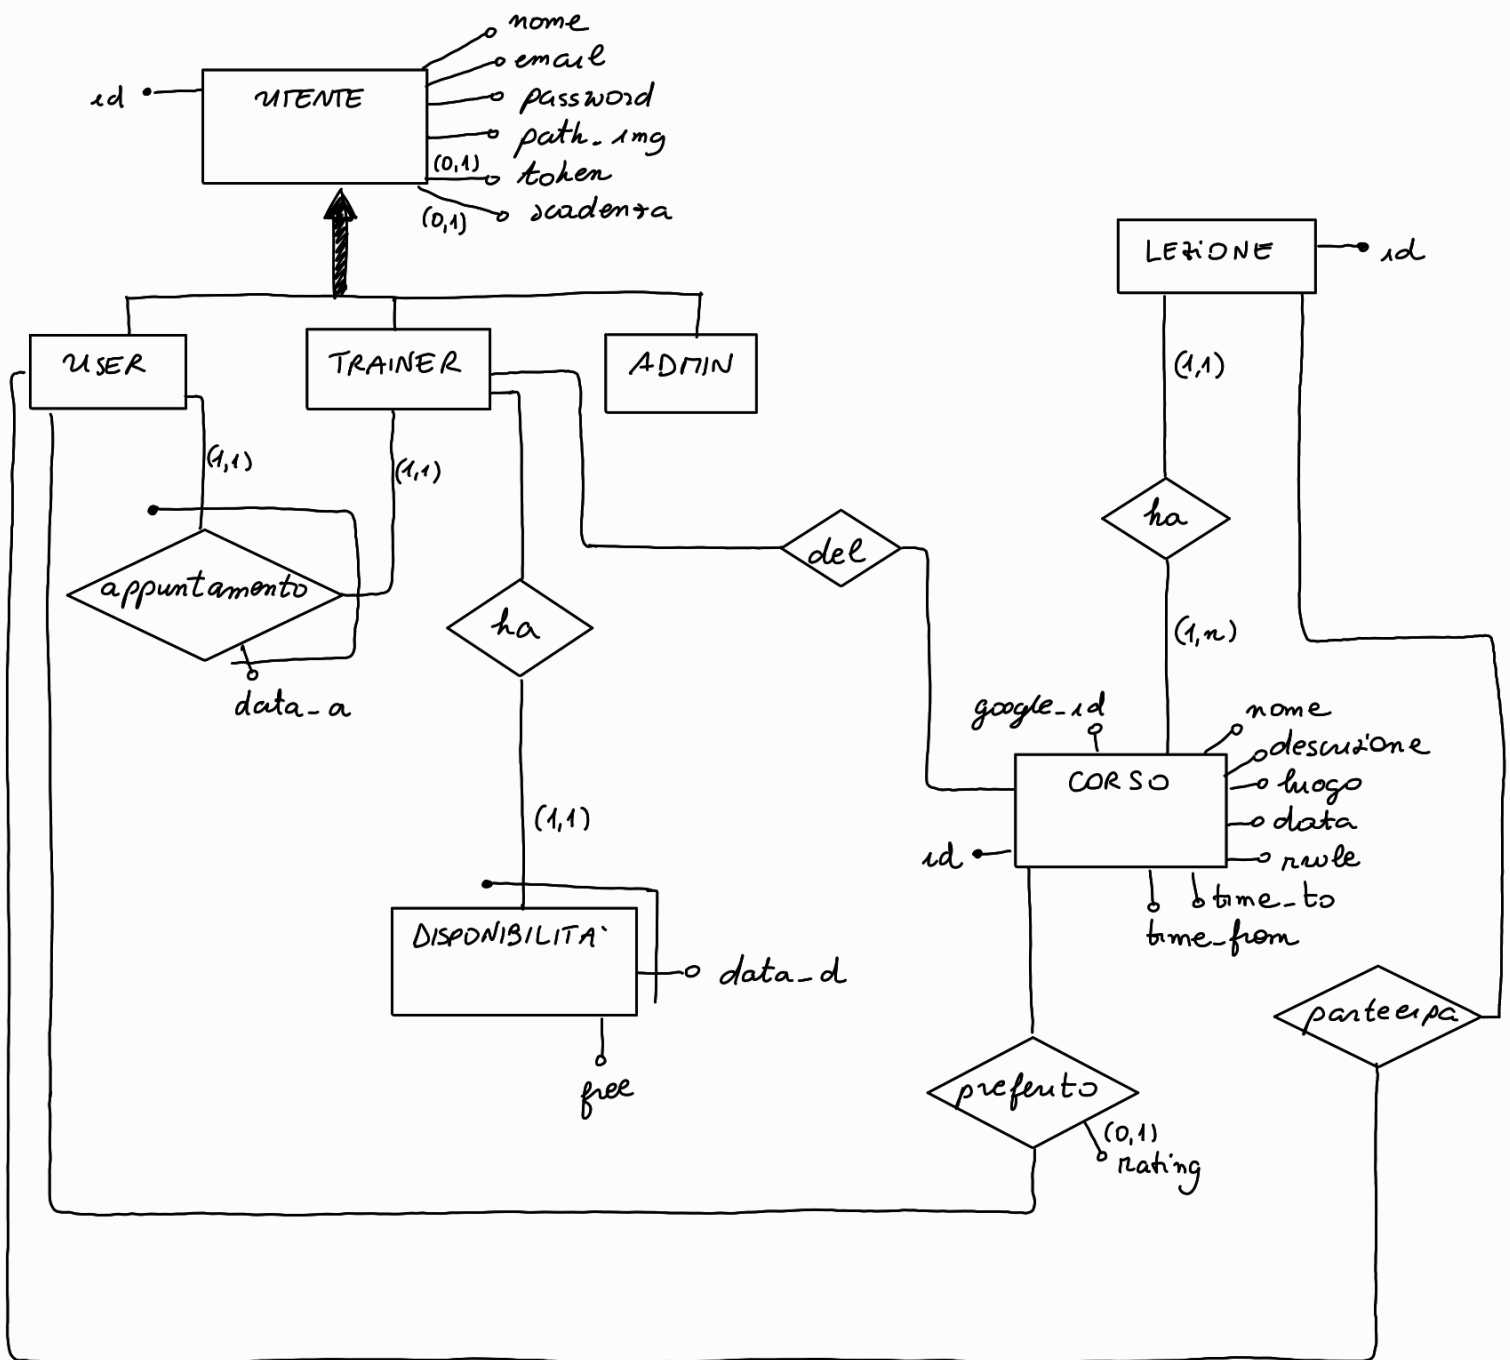 nome
email
id
UTENTE
password
path_img
(0,1)
token
(0,1)
scadenza
LEZIONE
id
USER
TRAINER
ADMIN
(1,1)
(1,1)
(1,1)
ha
del
appuntamento
ha
(1,n)
data_a
google_id
nome
descrizione
CORSO
luogo
(1,1)
data
id
rwle
time_to
DISPONIBILITA'
time_from
data_d
partecipa
free
preferito
(0,1)
rating